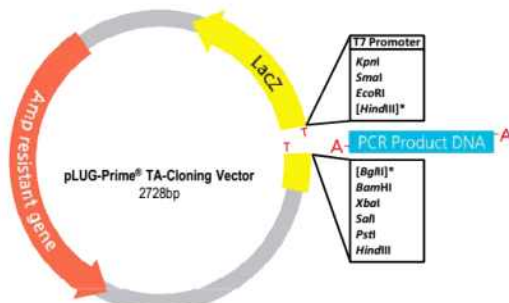 T7 Promoter
KpnI
SmaI
EcoRI
[HindIII]*
LacZ
T
T
A
PCR Product DNA
A
Amp resistant gene
pLUG-Prime® TA-Cloning Vector
2728bp
[BglII]*
BamHI
XbaI
SalI
PstI
HindIII